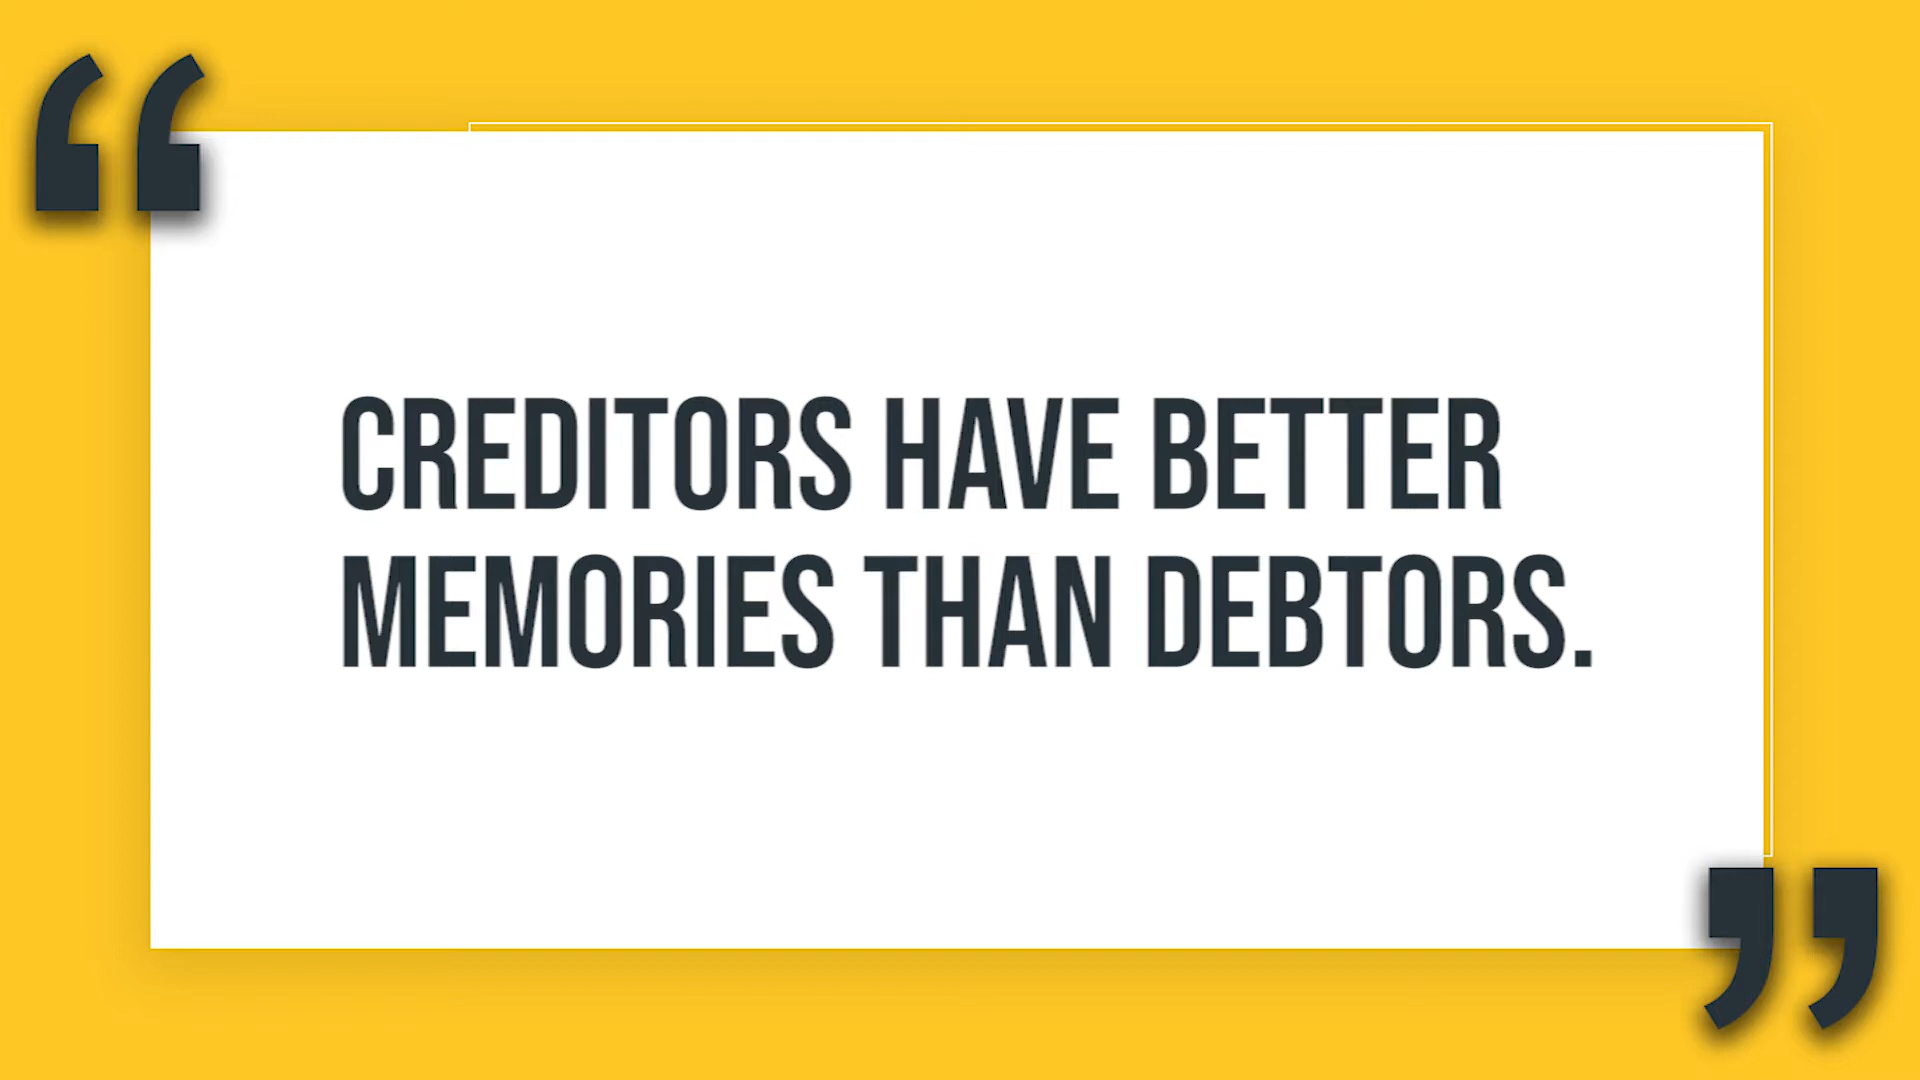 “
CREDITORS HAVE BETTER
MEMORIES THAN DEBTORS.
”